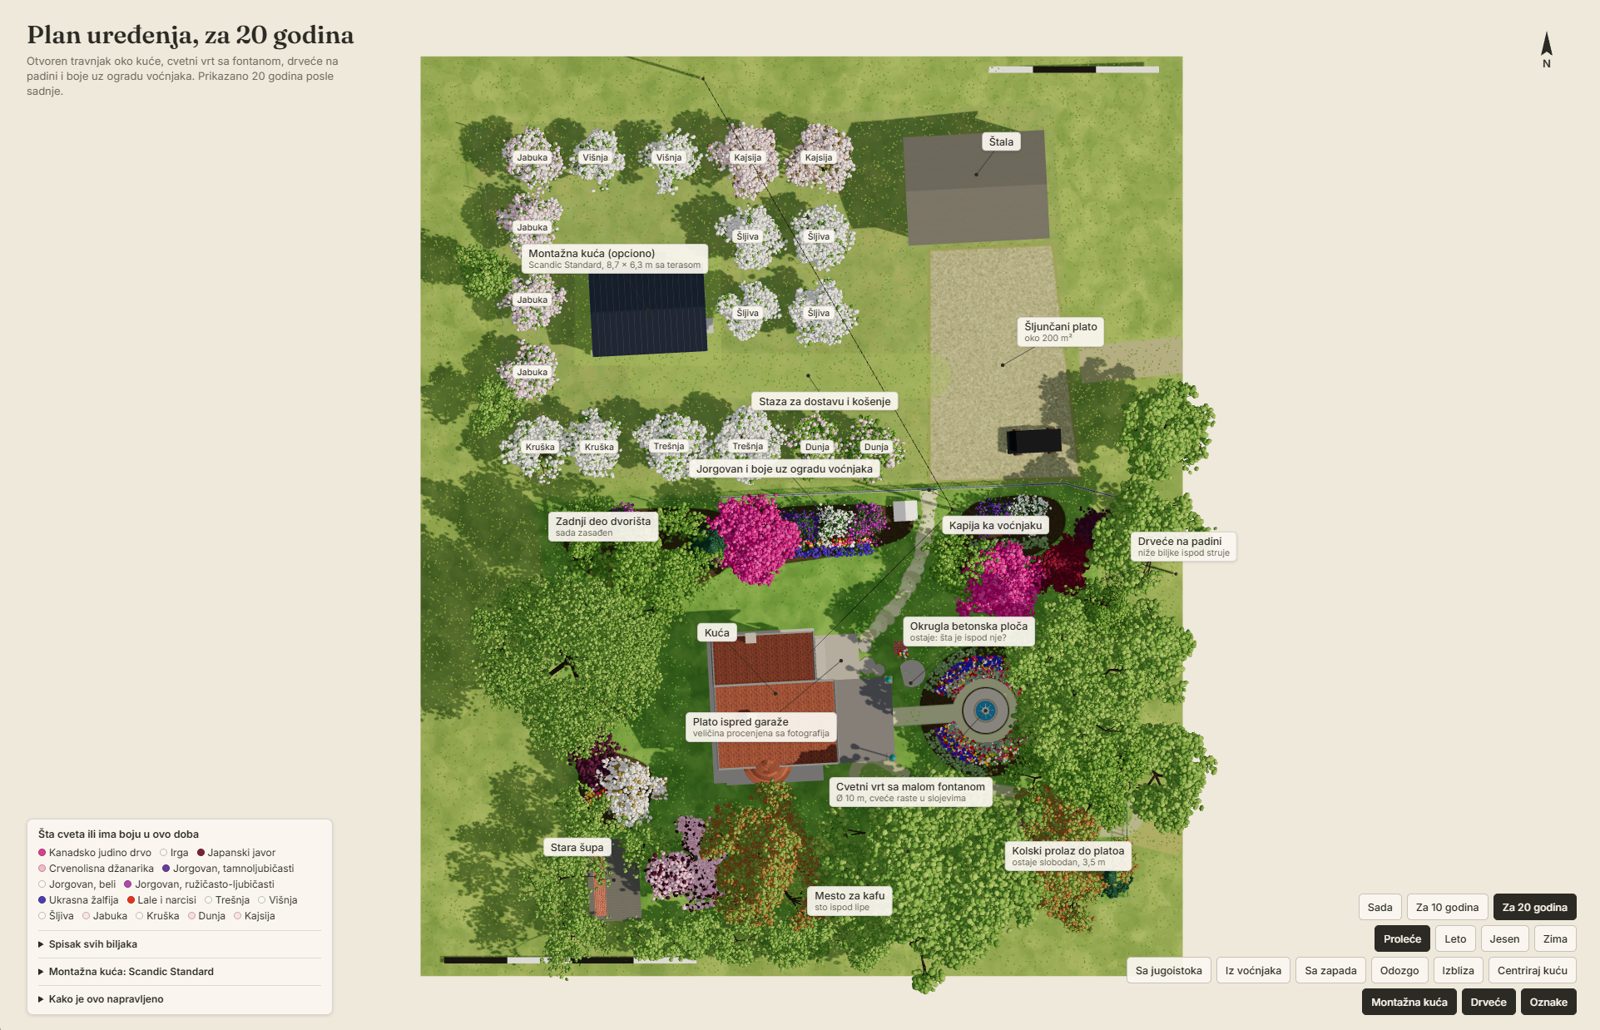 Plan uređenja, za 20 godina
Otvoren travnjak oko kuće, cvetni vrt sa fontanom, drveće na
padini i boje uz ogradu voćnjaka. Prikazano 20 godina posle
sadnje.
N
Štala
Jabuka
Višnja
Višnja
Kajsija
Kajsija
Jabuka
Šljiva
Šljiva
Montažna kuća (opciono)
Scandic Standard, 8,7 × 6,3 m sa terasom
Jabuka
Šljiva
Šljiva
Šljunčani plato
oko 200 m²
Jabuka
Staza za dostavu i košenje
Kruška
Kruška
Trešnja
Trešnja
Dunja
Dunja
Jorgovan i boje uz ogradu voćnjaka
Zadnji deo dvorišta
sada zasađen
Kapija ka voćnjaku
Drveće na padini
niže biljke ispod struje
Kuća
Okrugla betonska ploča
ostaje: šta je ispod nje?
Plato ispred garaže
veličina procenjena sa fotografija
Cvetni vrt sa malom fontanom
Ø 10 m, cveće raste u slojevima
Stara šupa
Kolski prolaz do platoa
ostaje slobodan, 3,5 m
Mesto za kafu
sto ispod lipe
Šta cveta ili ima boju u ovo doba
Kanadsko judino drvo Irga Japanski javor
Crvenolisna džanarika Jorgovan, tamnoljubičasti
Jorgovan, beli Jorgovan, ružičasto-ljubičasti
Ukrasna žalfija Lale i narcisi Trešnja Višnja
Šljiva Jabuka Kruška Dunja Kajsija
Spisak svih biljaka
Montažna kuća: Scandic Standard
Kako je ovo napravljeno
Sada Za 10 godina Za 20 godina
Proleće Leto Jesen Zima
Sa jugoistoka Iz voćnjaka Sa zapada Odozgo Izbliza Centriraj kuću
Montažna kuća Drveće Oznake